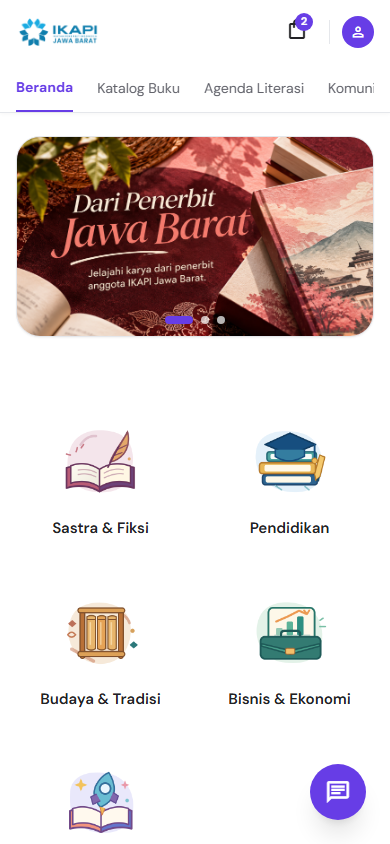 IKAPI
JAWA BARAT
2
Beranda
Katalog Buku
Agenda Literasi
Komuni
Dari Penerbit
Jawa Barat
Jelajahi karya dari penerbit
anggota IKAPI Jawa Barat.
Sastra & Fiksi
Pendidikan
Budaya & Tradisi
Bisnis & Ekonomi